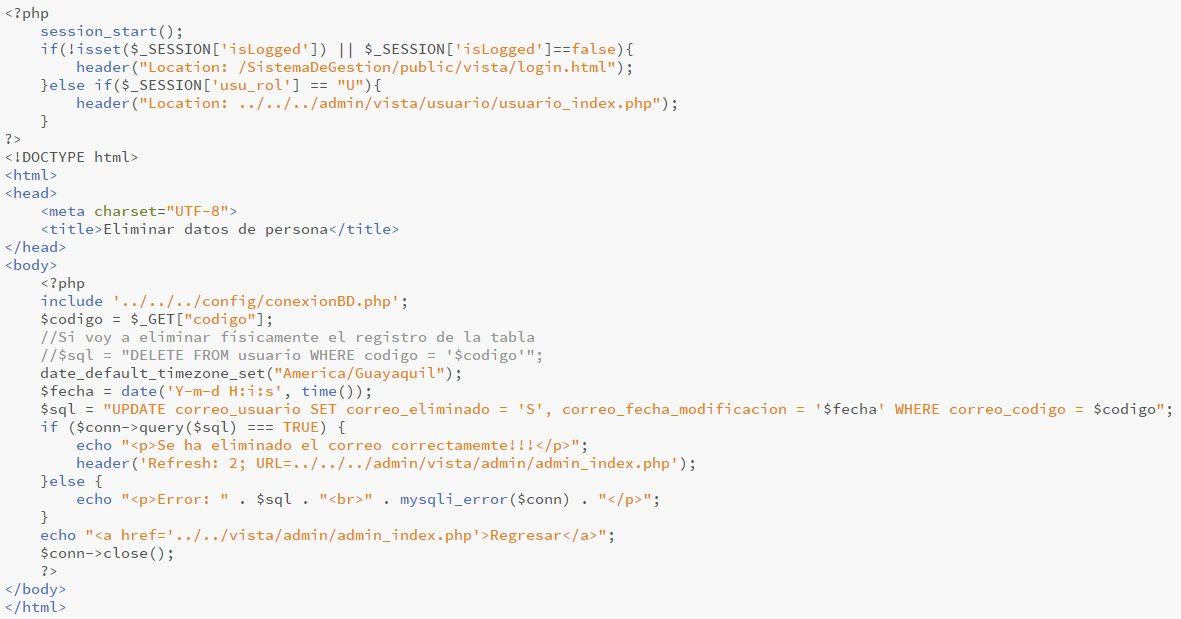 <?php
    session_start();
    if(!isset($_SESSION['isLogged']) || $_SESSION['isLogged']==false){
        header("Location: /SistemaDeGestion/public/vista/login.html");
    }else if($_SESSION['usu_rol'] == "U"){
        header("Location: ../../../admin/vista/usuario/usuario_index.php");
    }
?>
<!DOCTYPE html>
<html>
<head>
    <meta charset="UTF-8">
    <title>Eliminar datos de persona</title>
</head>
<body>
    <?php
    include '../../../config/conexionBD.php';
    $codigo = $_GET["codigo"];
    //Si voy a eliminar físicamente el registro de la tabla
    //$sql = "DELETE FROM usuario WHERE codigo = '$codigo'";
    date_default_timezone_set("America/Guayaquil");
    $fecha = date('Y-m-d H:i:s', time());
    $sql = "UPDATE correo_usuario SET correo_eliminado = 'S', correo_fecha_modificacion = '$fecha' WHERE correo_codigo = $codigo";
    if ($conn->query($sql) === TRUE) {
        echo "<p>Se ha eliminado el correo correctamemte!!!</p>";
        header('Refresh: 2; URL=../../../admin/vista/admin/admin_index.php');
    }else {
        echo "<p>Error: " . $sql . "<br>" . mysqli_error($conn) . "</p>";
    }
    echo "<a href='../../vista/admin/admin_index.php'>Regresar</a>";
    $conn->close();
    ?>
</body>
</html>